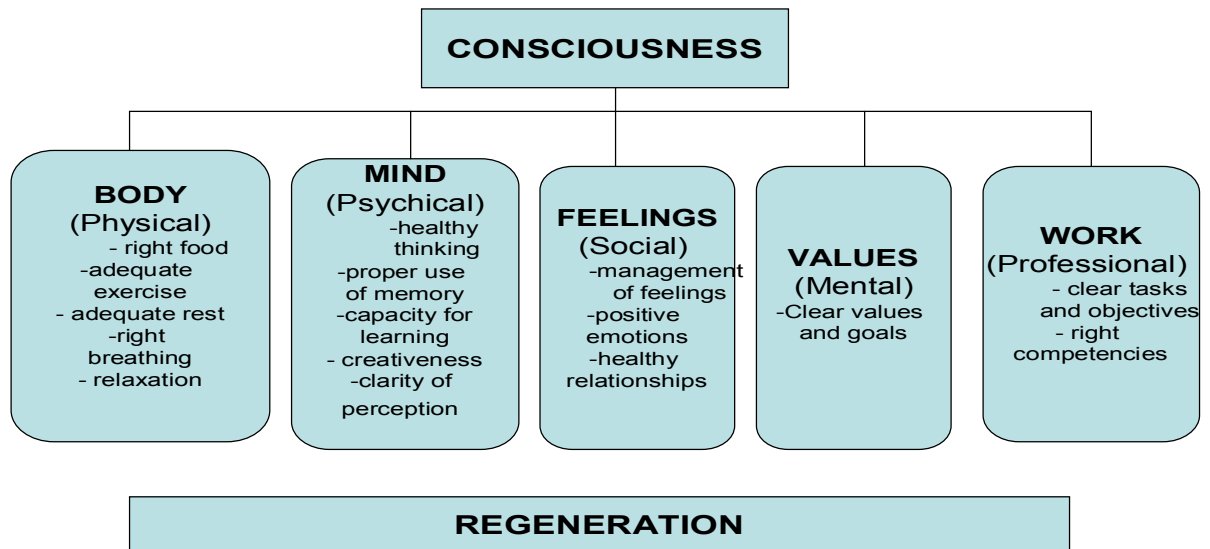 CONSCIOUSNESS
BODY
(Physical)
- right food
-adequate
exercise
- adequate rest
-right
breathing
- relaxation
MIND
(Psychical)
-healthy
thinking
-proper use
of memory
-capacity for
learning
- creativeness
-clarity of
perception
FEELINGS
(Social)
-management
of feelings
-positive
emotions
-healthy
relationships
VALUES
(Mental)
-Clear values
and goals
WORK
(Professional)
- clear tasks
and objectives
- right
competencies
REGENERATION